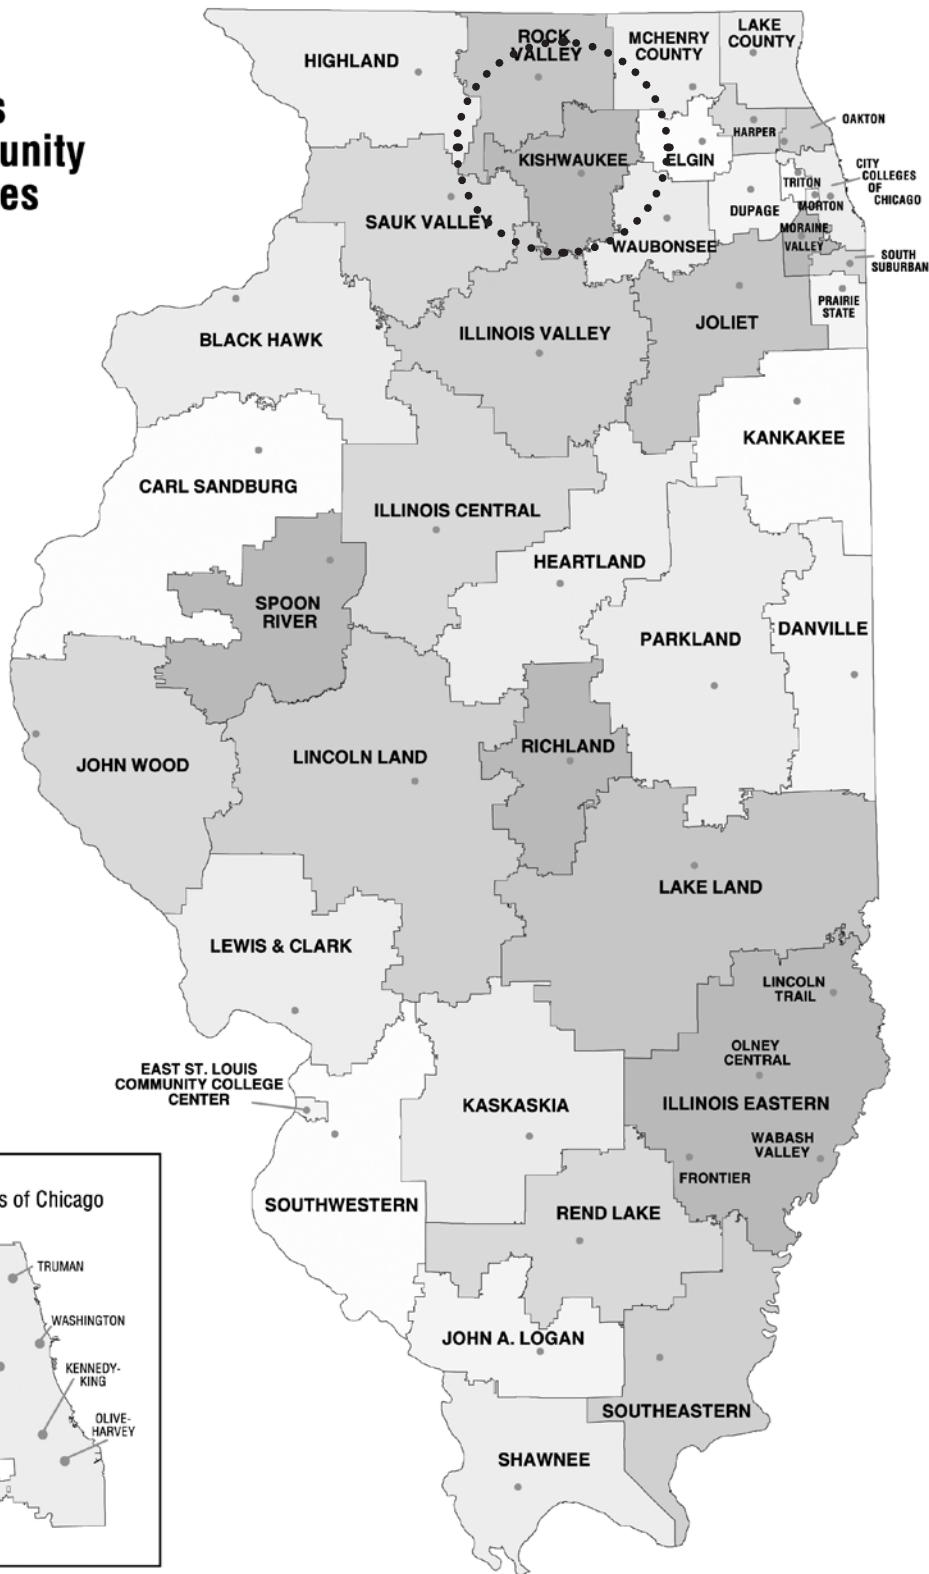 s
unity
es
HIGHLAND
ROCK
VALLEY
MCHENRY
COUNTY
LAKE
COUNTY
HARPER
OAKTON
KISHWAUKEE
ELGIN
CITY
COLLEGES
OF
CHICAGO
TRITON
MORTON
DUPAGE
SAUK VALLEY
WAUBONSEE
MORAINE
VALLEY
SOUTH
SUBURBAN
PRAIRIE
STATE
BLACK HAWK
ILLINOIS VALLEY
JOLIET
KANKAKEE
CARL SANDBURG
ILLINOIS CENTRAL
HEARTLAND
SPOON
RIVER
PARKLAND
DANVILLE
JOHN WOOD
LINCOLN LAND
RICHLAND
LAKE LAND
LEWIS & CLARK
LINCOLN
TRAIL
OLNEY
CENTRAL
EAST ST. LOUIS
COMMUNITY COLLEGE
CENTER
KASKASKIA
ILLINOIS EASTERN
WABASH
VALLEY
FRONTIER
SOUTHWESTERN
REND LAKE
JOHN A. LOGAN
SOUTHEASTERN
SHAWNEE
s of Chicago
TRUMAN
WASHINGTON
KENNEDY-
KING
OLIVE-
HARVEY